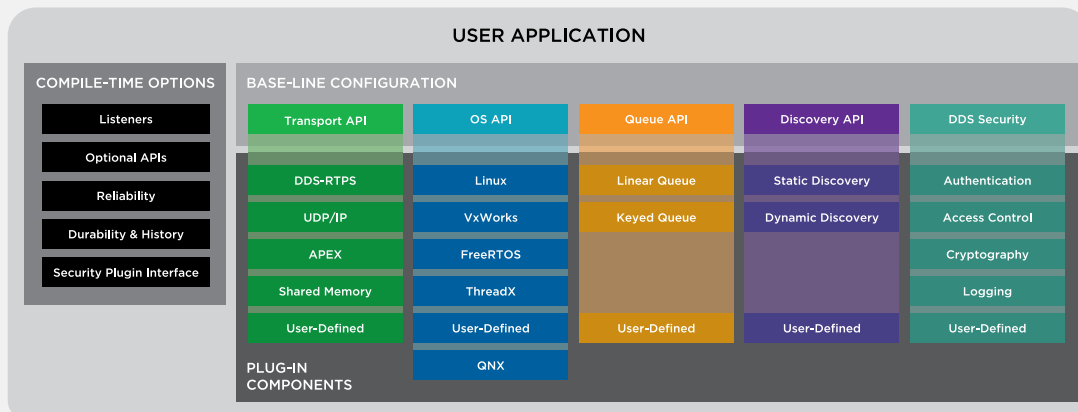 USER APPLICATION
COMPILE-TIME OPTIONS
Listeners
Optional APIs
Reliability
Durability & History
Security Plugin Interface
BASE-LINE CONFIGURATION
Transport API
DDS-RTPS
UDP/IP
APEX
Shared Memory
User-Defined
OS API
Linux
VxWorks
FreeRTOS
ThreadX
User-Defined
QNX
Queue API
Linear Queue
Keyed Queue
User-Defined
Discovery API
Static Discovery
Dynamic Discovery
User-Defined
DDS Security
Authentication
Access Control
Cryptography
Logging
User-Defined
PLUG-IN
COMPONENTS